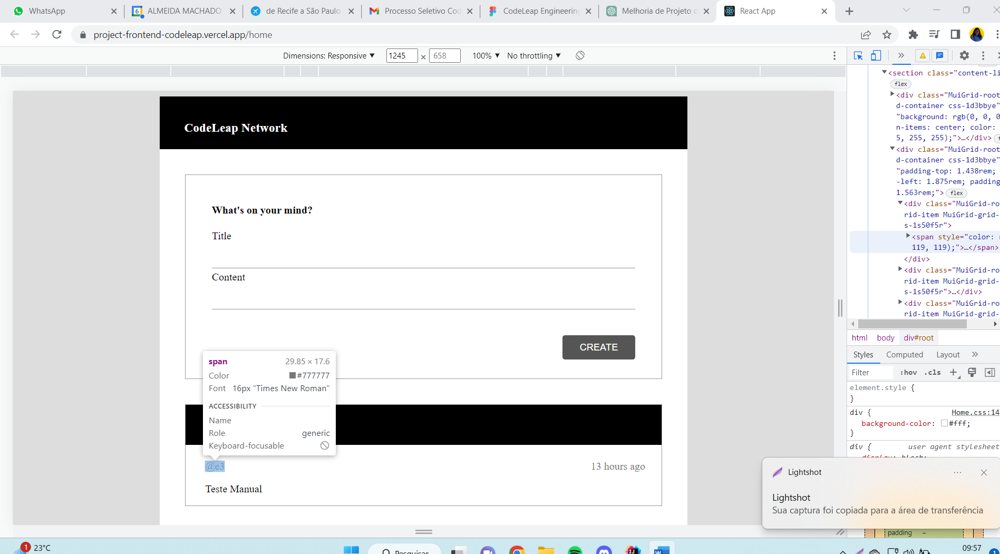 WhatsApp
6 ALMEIDA MACHADO
de Recife a São Paulo
Processo Seletivo Cod
CodeLeap Engineering
Melhoria de Projeto
React App
project-frontend-codeleap.vercel.app/home
Dimensions: Responsive ▼ 1245 × 658 100% ▼ No throttling ▼
CodeLeap Network
What's on your mind?
Title
Content
CREATE
span 29.85 × 17.6
Color #777777
Font 16px "Times New Roman"
ACCESSIBILITY
Name
Role generic
Keyboard-focusable
@e3 13 hours ago
Teste Manual
<section class="content-li
flex
<div class="MuiGrid-root
d-container css-1d3bbye"
"background: rgb(0, 0, 0
n-items: center; color:
5, 255, 255);">…</div>
<div class="MuiGrid-root
d-container css-1d3bbye"
"padding-top: 1.438rem;
-left: 1.875rem; padding
1.563rem;"> flex
<div class="MuiGrid-ro
rid-item MuiGrid-grid-
s-1s50f5r">
<span style="color:
119, 119);">…</span>
</div>
<div class="MuiGrid-ro
rid-item MuiGrid-grid-
s-1s50f5r">…</div>
<div class="MuiGrid-ro
rid-item MuiGrid-grid-
html body div#root
Styles Computed Layout »
Filter :hov .cls +
element.style {
}
div { Home.css:14
background-color: #fff;
}
div { user agent stylesheet
Lightshot
Lightshot
Sua captura foi copiada para a área de transferência
padding –
1 23°C
Pesquisar
09:57